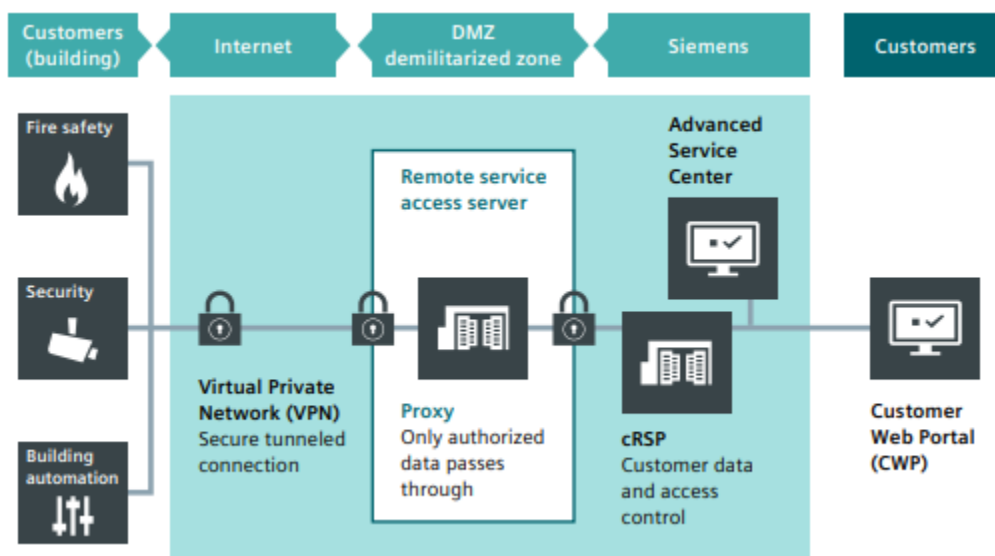 Customers
(building)
Internet
DMZ
demilitarized zone
Siemens
Customers
Fire safety
Security
Building
automation
Virtual Private
Network (VPN)
Secure tunneled
connection
Remote service
access server
Proxy
Only authorized
data passes
through
Advanced
Service
Center
cRSP
Customer data
and access
control
Customer
Web Portal
(CWP)